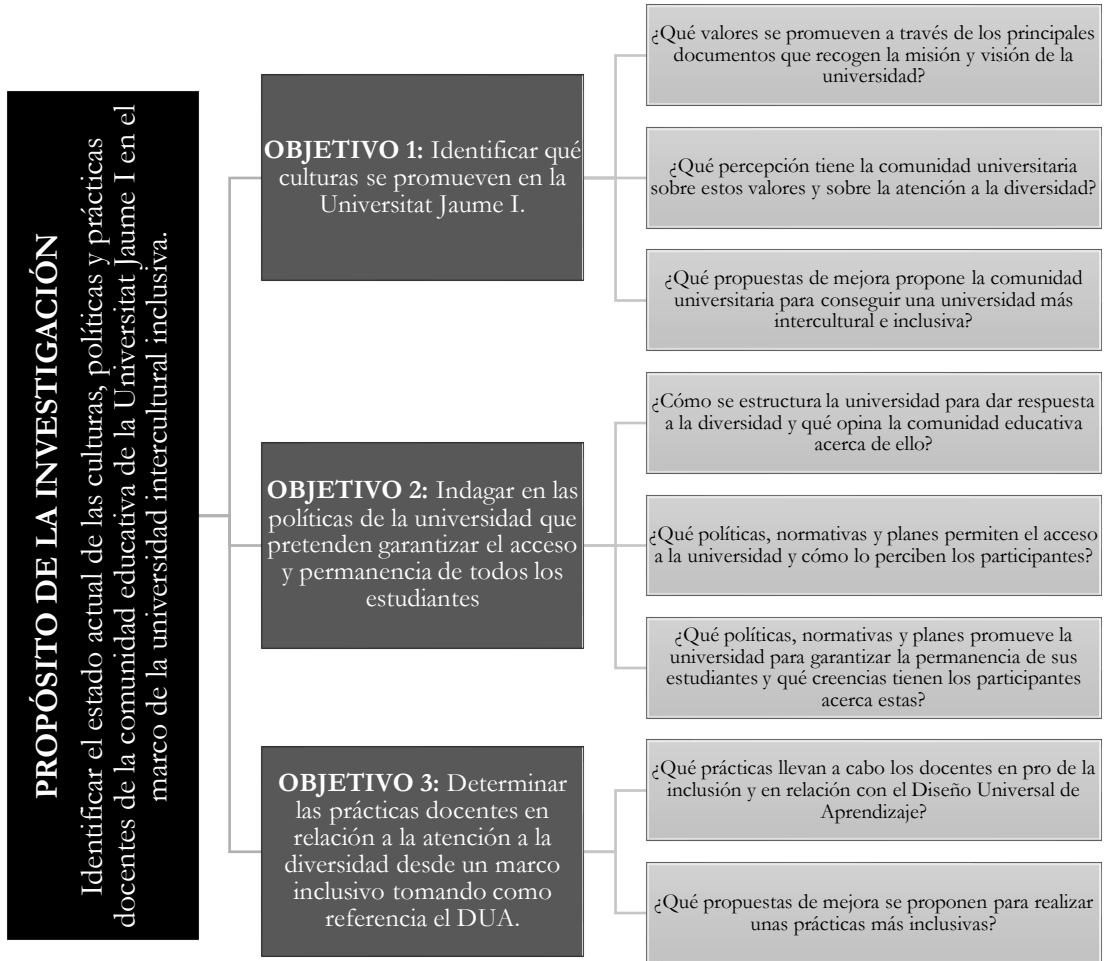 PROPÓSITO DE LA INVESTIGACIÓN
Identificar el estado actual de las culturas, políticas y prácticas
docentes de la comunidad educativa de la Universitat Jaume I en el
marco de la universidad intercultural inclusiva.
OBJETIVO 1: Identificar qué
culturas se promueven en la
Universitat Jaume I.
¿Qué valores se promueven a través de los principales
documentos que recogen la misión y visión de la
universidad?
¿Qué percepción tiene la comunidad universitaria
sobre estos valores y sobre la atención a la diversidad?
¿Qué propuestas de mejora propone la comunidad
universitaria para conseguir una universidad más
intercultural e inclusiva?
OBJETIVO 2: Indagar en las
políticas de la universidad que
pretenden garantizar el acceso
y permanencia de todos los
estudiantes
¿Cómo se estructura la universidad para dar respuesta
a la diversidad y qué opina la comunidad educativa
acerca de ello?
¿Qué políticas, normativas y planes permiten el acceso
a la universidad y cómo lo perciben los participantes?
¿Qué políticas, normativas y planes promueve la
universidad para garantizar la permanencia de sus
estudiantes y qué creencias tienen los participantes
acerca estas?
OBJETIVO 3: Determinar
las prácticas docentes en
relación a la atención a la
diversidad desde un marco
inclusivo tomando como
referencia el DUA.
¿Qué prácticas llevan a cabo los docentes en pro de la
inclusión y en relación con el Diseño Universal de
Aprendizaje?
¿Qué propuestas de mejora se proponen para realizar
unas prácticas más inclusivas?